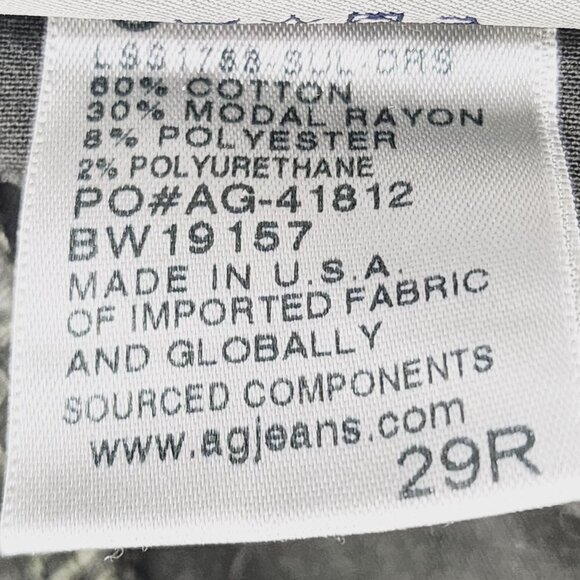 60% COTTON
30% MODAL RAYON
8% POLYESTER
2% POLYURETHANE
PO#AG-41812
BW19157
MADE IN U.S.A.
OF IMPORTED FABRIC
AND GLOBALLY
SOURCED COMPONENTS
www.agjeans.com
29R